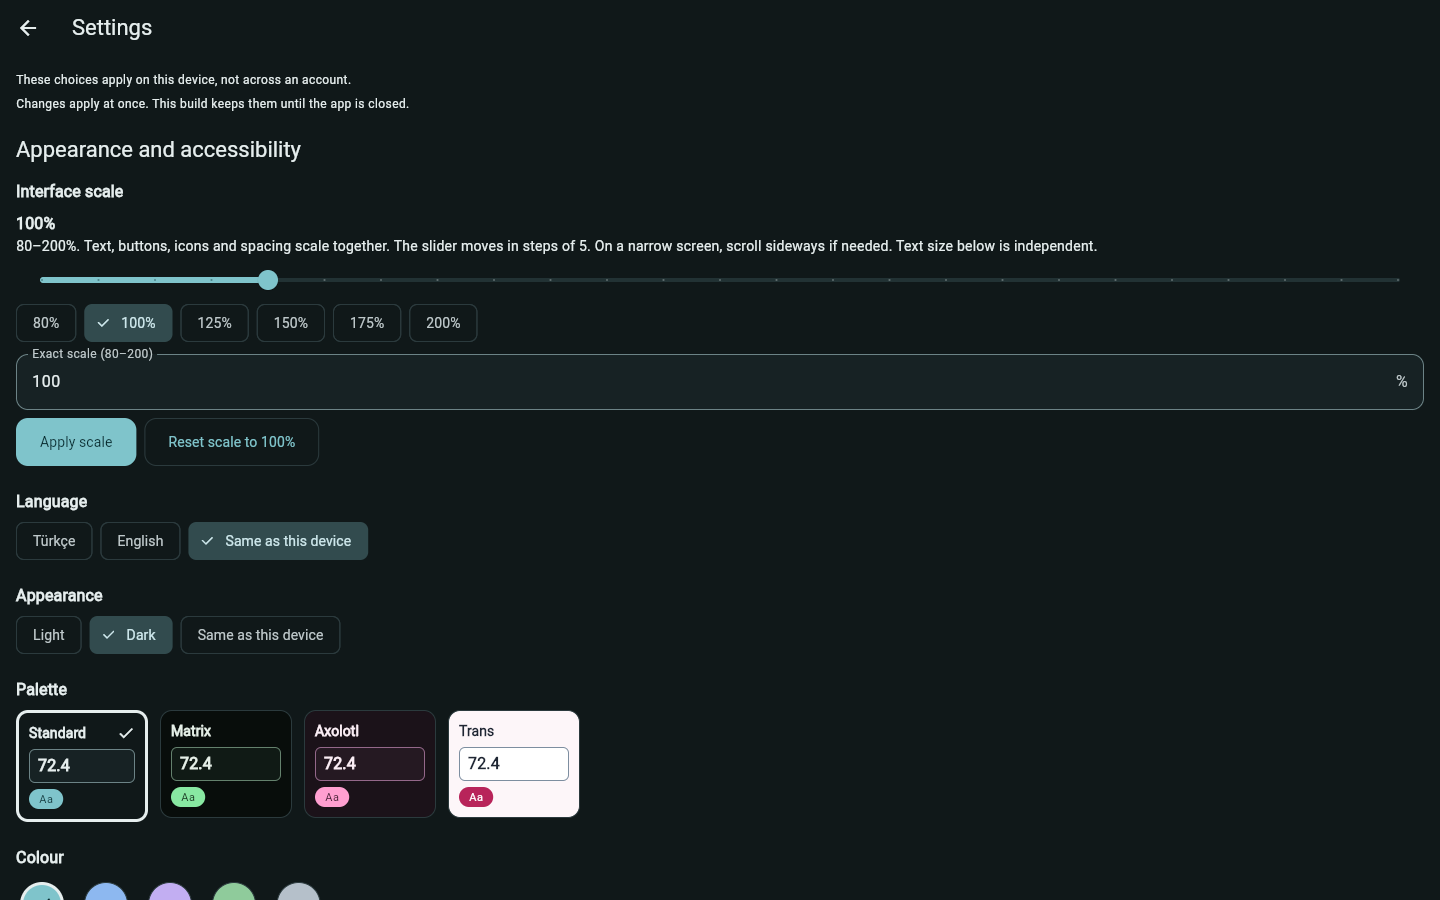 Settings
These choices apply on this device, not across an account.
Changes apply at once. This build keeps them until the app is closed.
Appearance and accessibility
Interface scale
100%
80–200%. Text, buttons, icons and spacing scale together. The slider moves in steps of 5. On a narrow screen, scroll sideways if needed. Text size below is independent.
80% 100% 125% 150% 175% 200%
Exact scale (80–200)
100 %
Apply scale Reset scale to 100%
Language
Türkçe English Same as this device
Appearance
Light Dark Same as this device
Palette
Standard Matrix Axolotl Trans
72.4 72.4 72.4 72.4
Aa Aa Aa Aa
Colour